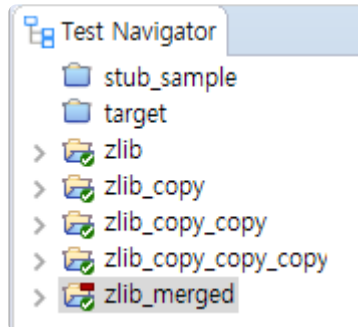 Test Navigator
stub_sample
target
zlib
zlib_copy
zlib_copy_copy
zlib_copy_copy_copy
zlib_merged